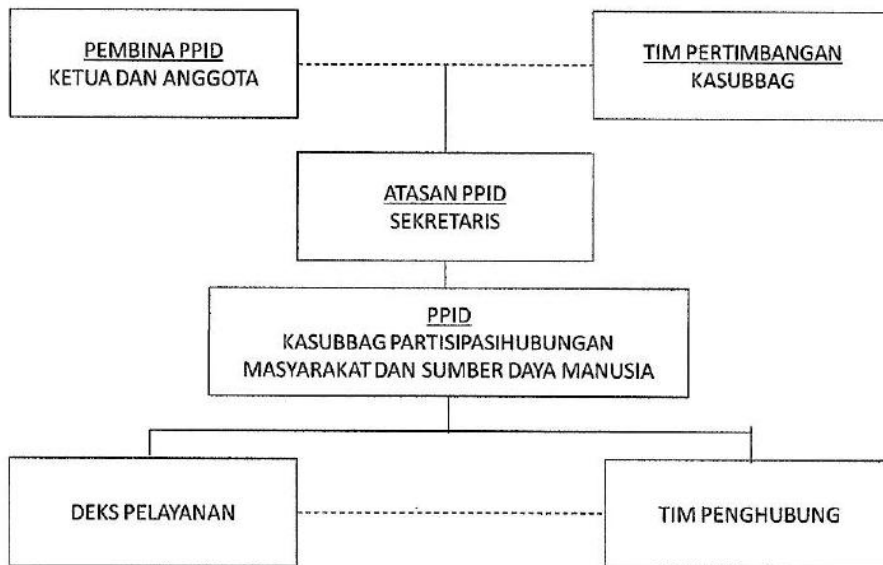 PEMBINA PPID
KETUA DAN ANGGOTA
TIM PERTIMBANGAN
KASUBBAG
ATASAN PPID
SEKRETARIS
PPID
KASUBBAG PARTISIPASIHUBUNGAN
MASYARAKAT DAN SUMBER DAYA MANUSIA
DEKS PELAYANAN
TIM PENGHUBUNG